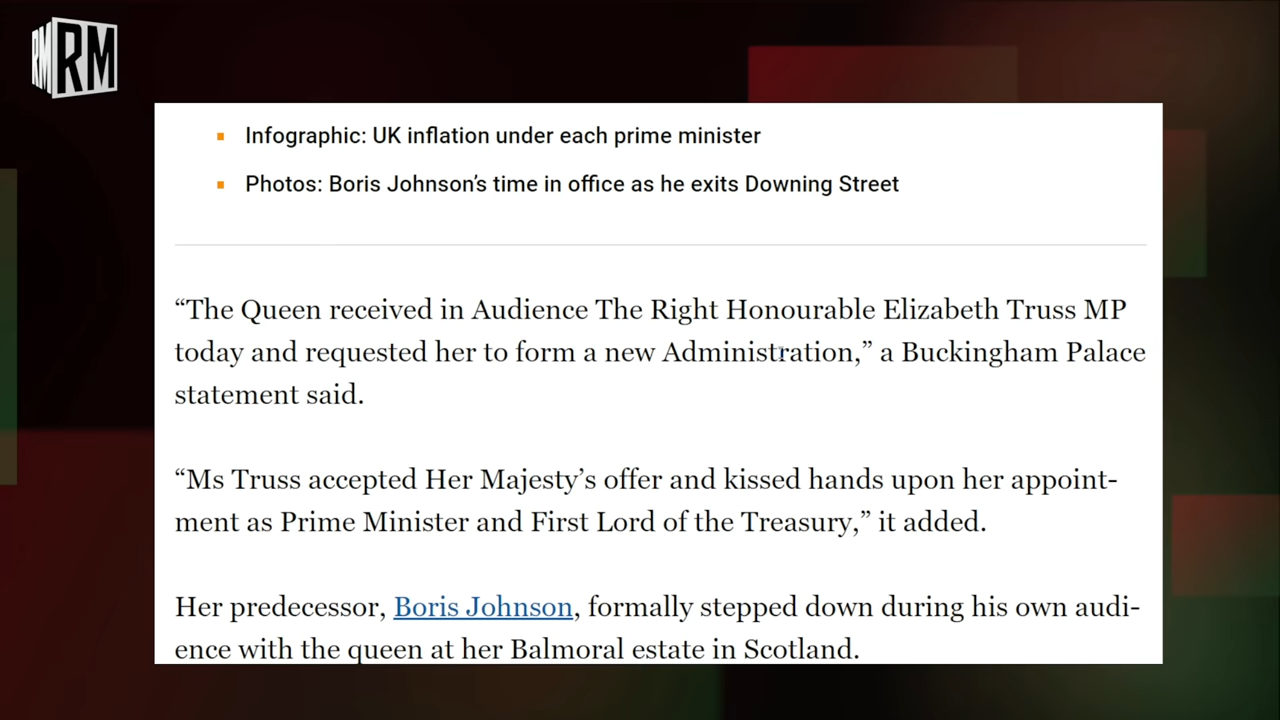 RM RM
Infographic: UK inflation under each prime minister
Photos: Boris Johnson’s time in office as he exits Downing Street
“The Queen received in Audience The Right Honourable Elizabeth Truss MP
today and requested her to form a new Administration,” a Buckingham Palace
statement said.
“Ms Truss accepted Her Majesty’s offer and kissed hands upon her appoint-
ment as Prime Minister and First Lord of the Treasury,” it added.
Her predecessor, Boris Johnson, formally stepped down during his own audi-
ence with the queen at her Balmoral estate in Scotland.